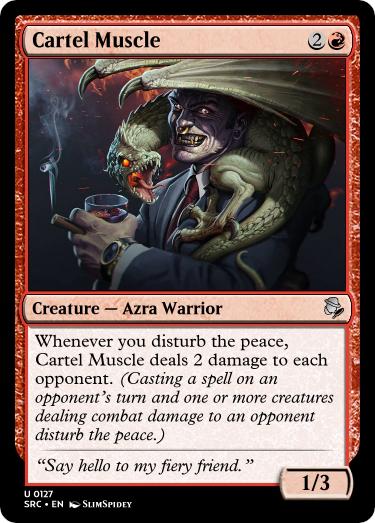 Cartel Muscle 2
Creature — Azra Warrior
Whenever you disturb the peace,
Cartel Muscle deals 2 damage to each
opponent. (Casting a spell on an
opponent's turn and one or more creatures
dealing combat damage to an opponent
disturb the peace.)
“Say hello to my fiery friend.”
1/3
U 0127
SRC • EN SlimSpidey